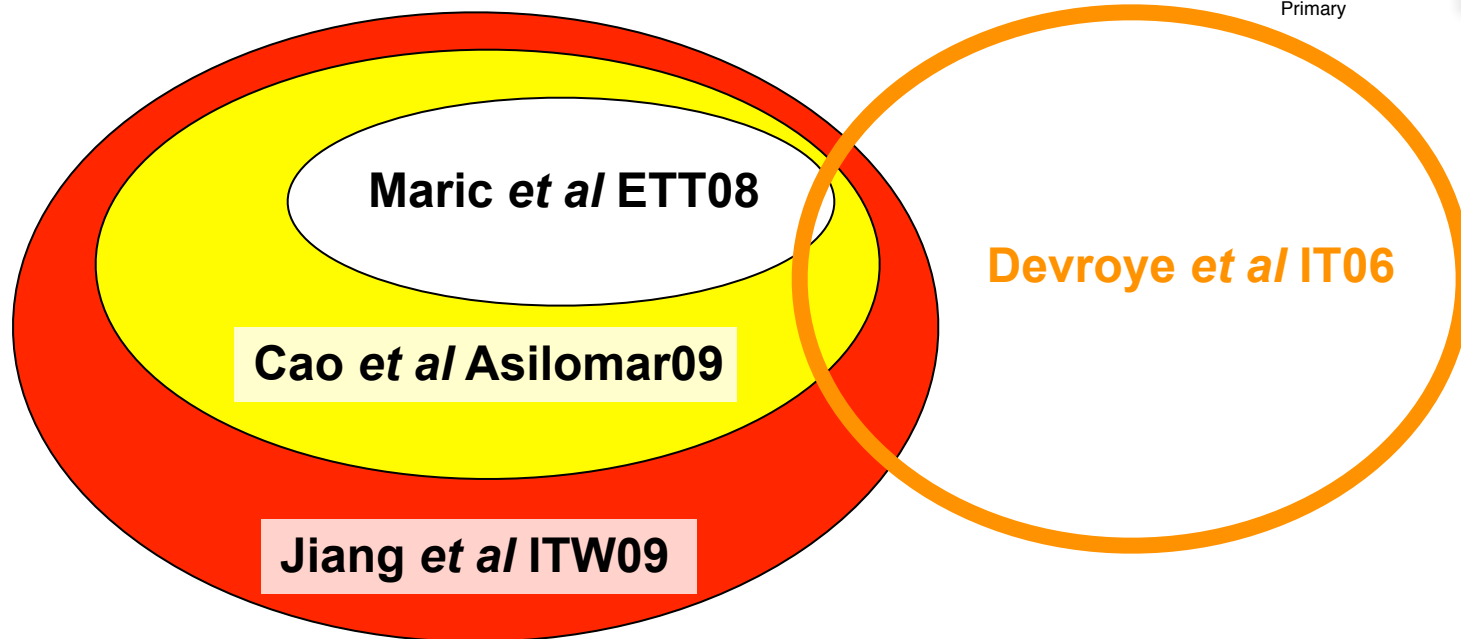 Primary
Maric et al ETT08
Devroye et al IT06
Cao et al Asilomar09
Jiang et al ITW09